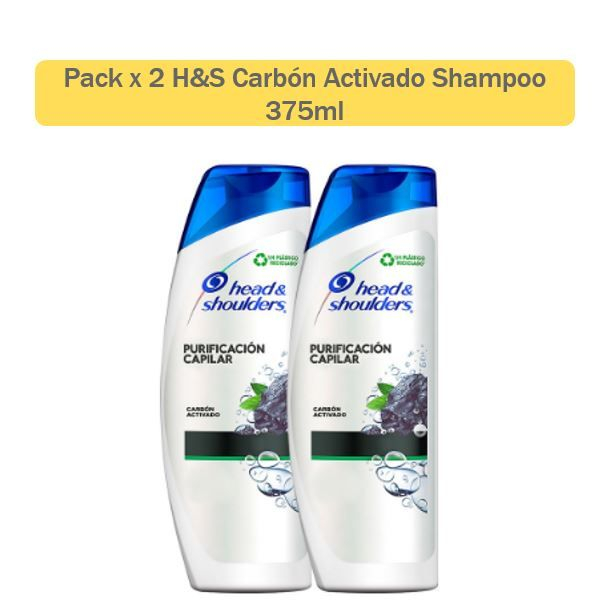 Pack x 2 H&S Carbón Activado Shampoo
375ml
head&
shoulders
PURIFICACIÓN
CAPILAR
CARBÓN
ACTIVADO
head&
shoulders
PURIFICACIÓN
CAPILAR
CARBÓN
ACTIVADO